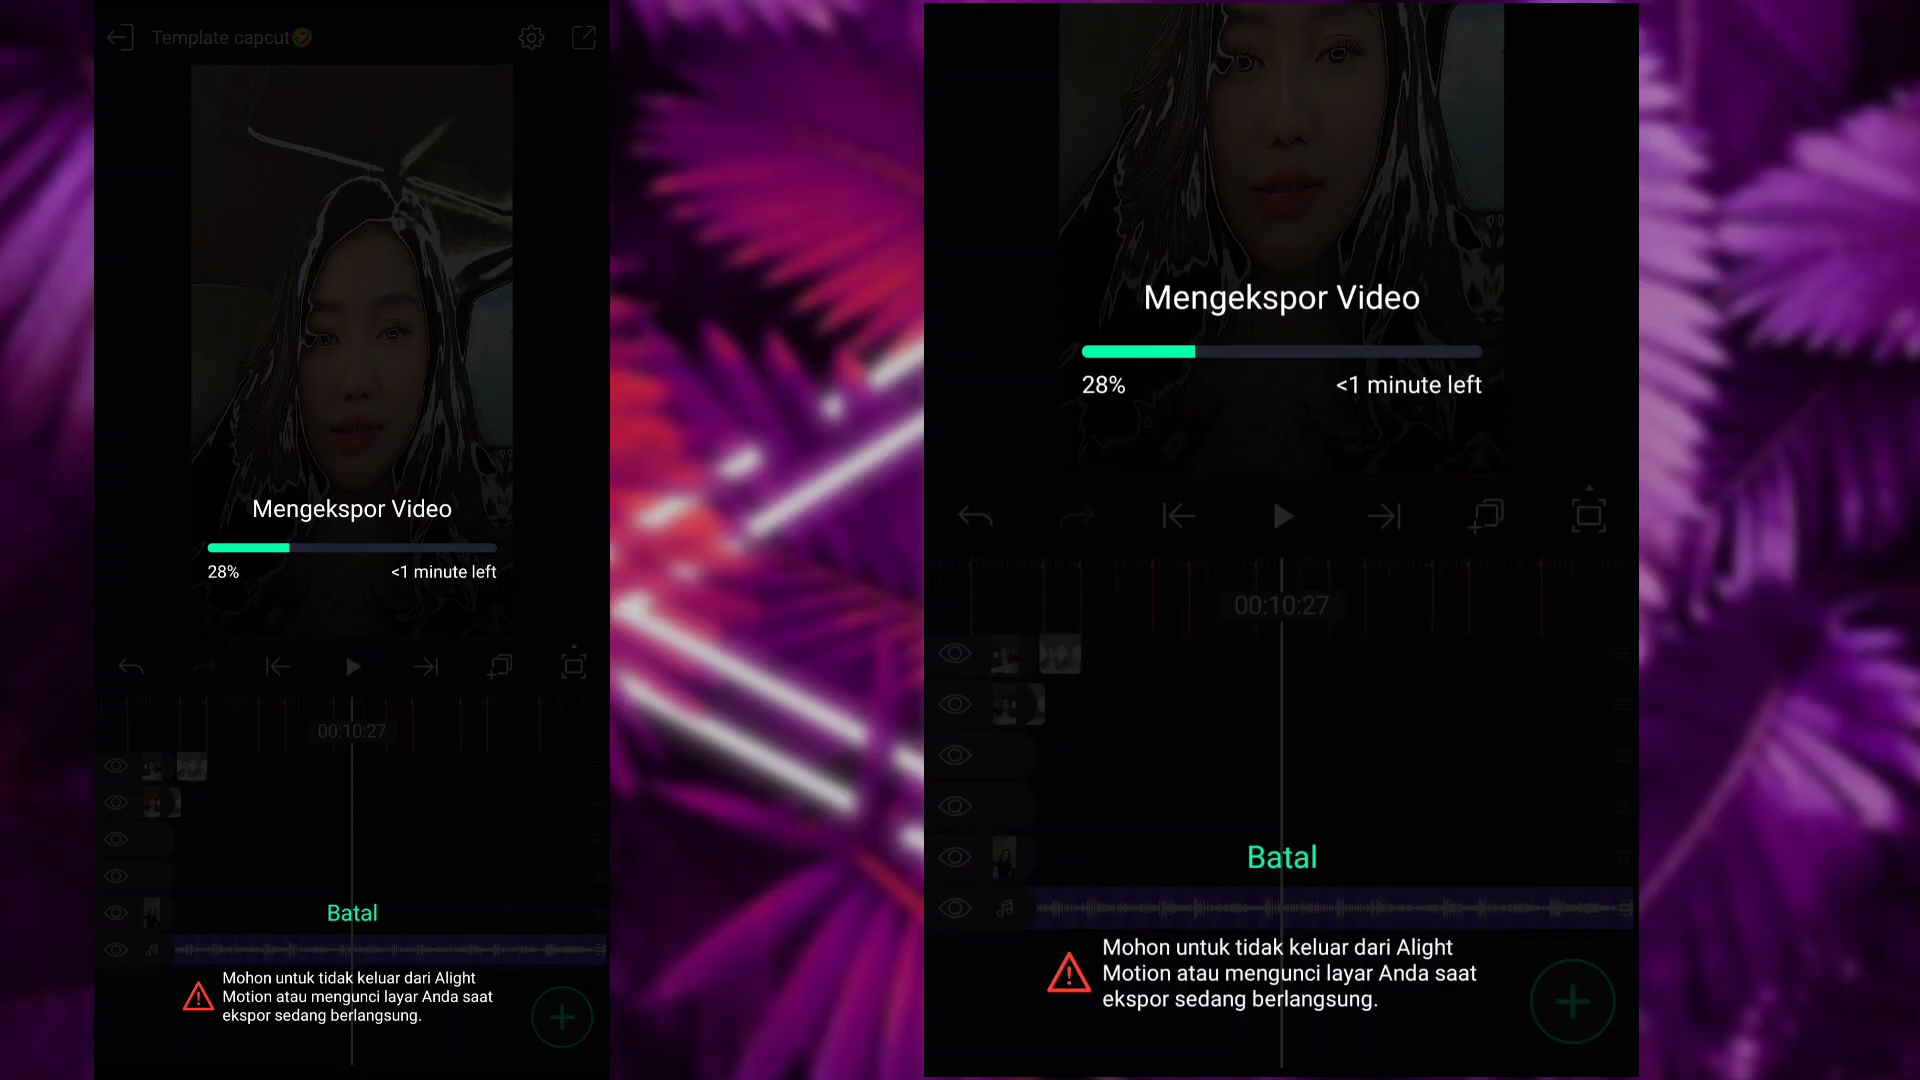 Template capcut🤣
Mengekspor Video
28%
<1 minute left
00:10:27
Batal
Mohon untuk tidak keluar dari Alight
Motion atau mengunci layar Anda saat
ekspor sedang berlangsung.
Mengekspor Video
28%
<1 minute left
00:10:27
Batal
Mohon untuk tidak keluar dari Alight
Motion atau mengunci layar Anda saat
ekspor sedang berlangsung.